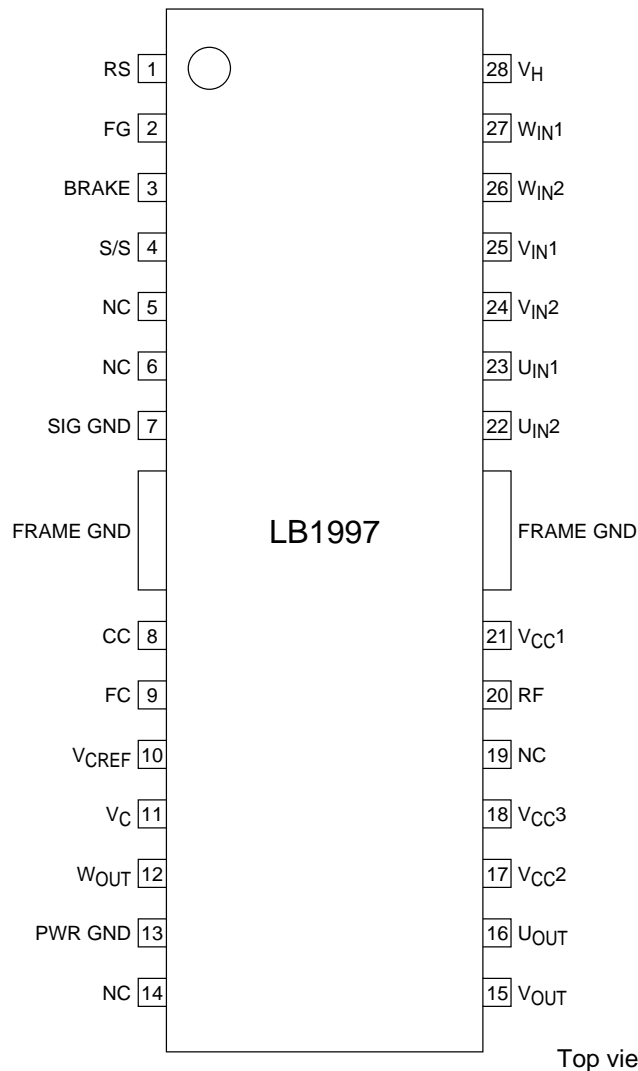 RS 1 28 VH
FG 2 27 WIN1
BRAKE 3 26 WIN2
S/S 4 25 VIN1
NC 5 24 VIN2
NC 6 23 UIN1
SIG GND 7 22 UIN2
FRAME GND LB1997 FRAME GND
CC 8 21 VCC1
FC 9 20 RF
VCREF 10 19 NC
VC 11 18 VCC3
WOUT 12 17 VCC2
PWR GND 13 16 UOUT
NC 14 15 VOUT
Top vie